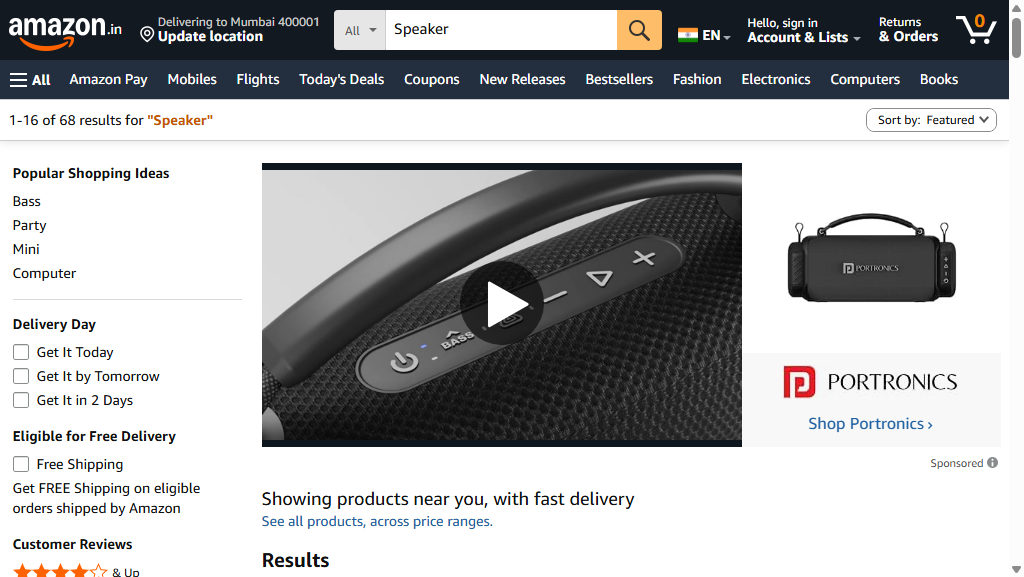 amazon.in
Delivering to Mumbai 400001
Update location
All
Speaker
EN
Hello, sign in
Account & Lists
Returns
& Orders
0
All
Amazon Pay
Mobiles
Flights
Today's Deals
Coupons
New Releases
Bestsellers
Fashion
Electronics
Computers
Books
1-16 of 68 results for "Speaker"
Sort by: Featured
Popular Shopping Ideas
Bass
Party
Mini
Computer
Delivery Day
Get It Today
Get It by Tomorrow
Get It in 2 Days
Eligible for Free Delivery
Free Shipping
Get FREE Shipping on eligible
orders shipped by Amazon
Customer Reviews
& Up
BASS
PORTRONICS
PORTRONICS
Shop Portronics ›
Sponsored
Showing products near you, with fast delivery
See all products, across price ranges.
Results